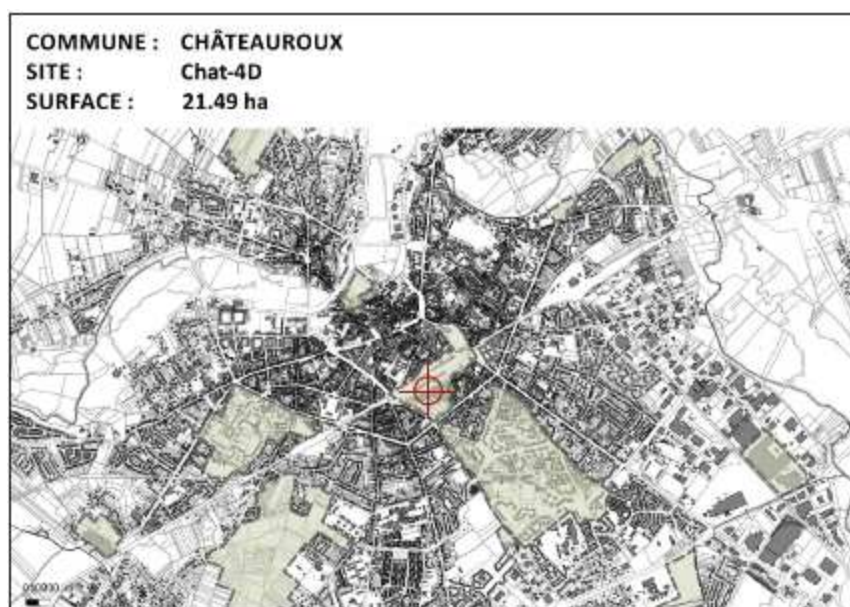 COMMUNE : CHÂTEAUROUX
SITE : Chat-4D
SURFACE : 21.49 ha